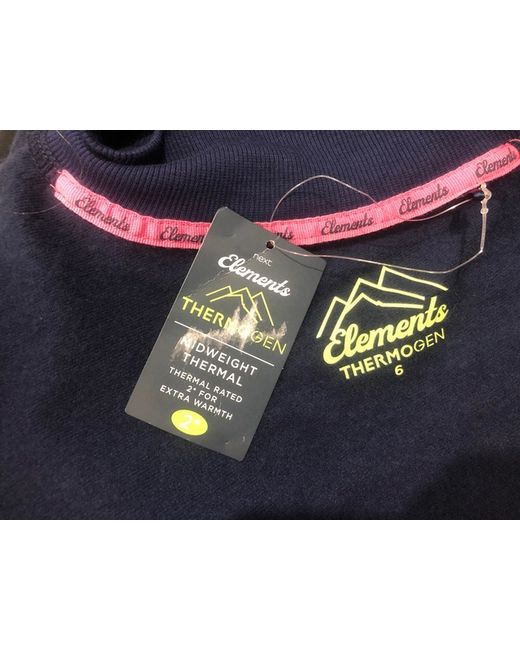 Elements
Elements
Elements
Elements
Elements
next
Elements
THERMOGEN
MIDWEIGHT
THERMAL
THERMAL RATED
2* FOR
EXTRA WARMTH
2*
Elements
THERMOGEN
6